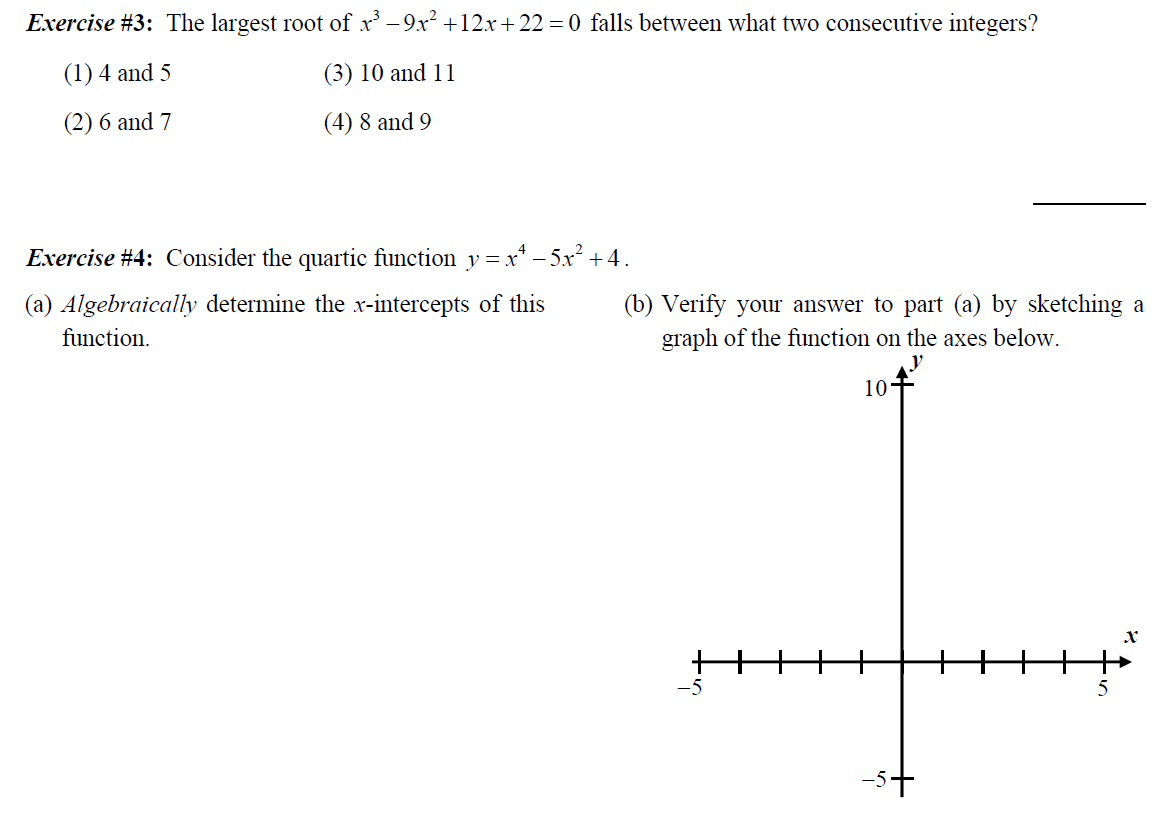 Exercise #3: The largest root of x³ – 9x² + 12x + 22 = 0 falls between what two consecutive integers?
(1) 4 and 5 (3) 10 and 11
(2) 6 and 7 (4) 8 and 9
Exercise #4: Consider the quartic function y = x⁴ – 5x² + 4.
(a) Algebraically determine the x-intercepts of this
function.
(b) Verify your answer to part (a) by sketching a
graph of the function on the axes below.
y
10
x
–5
5
–5